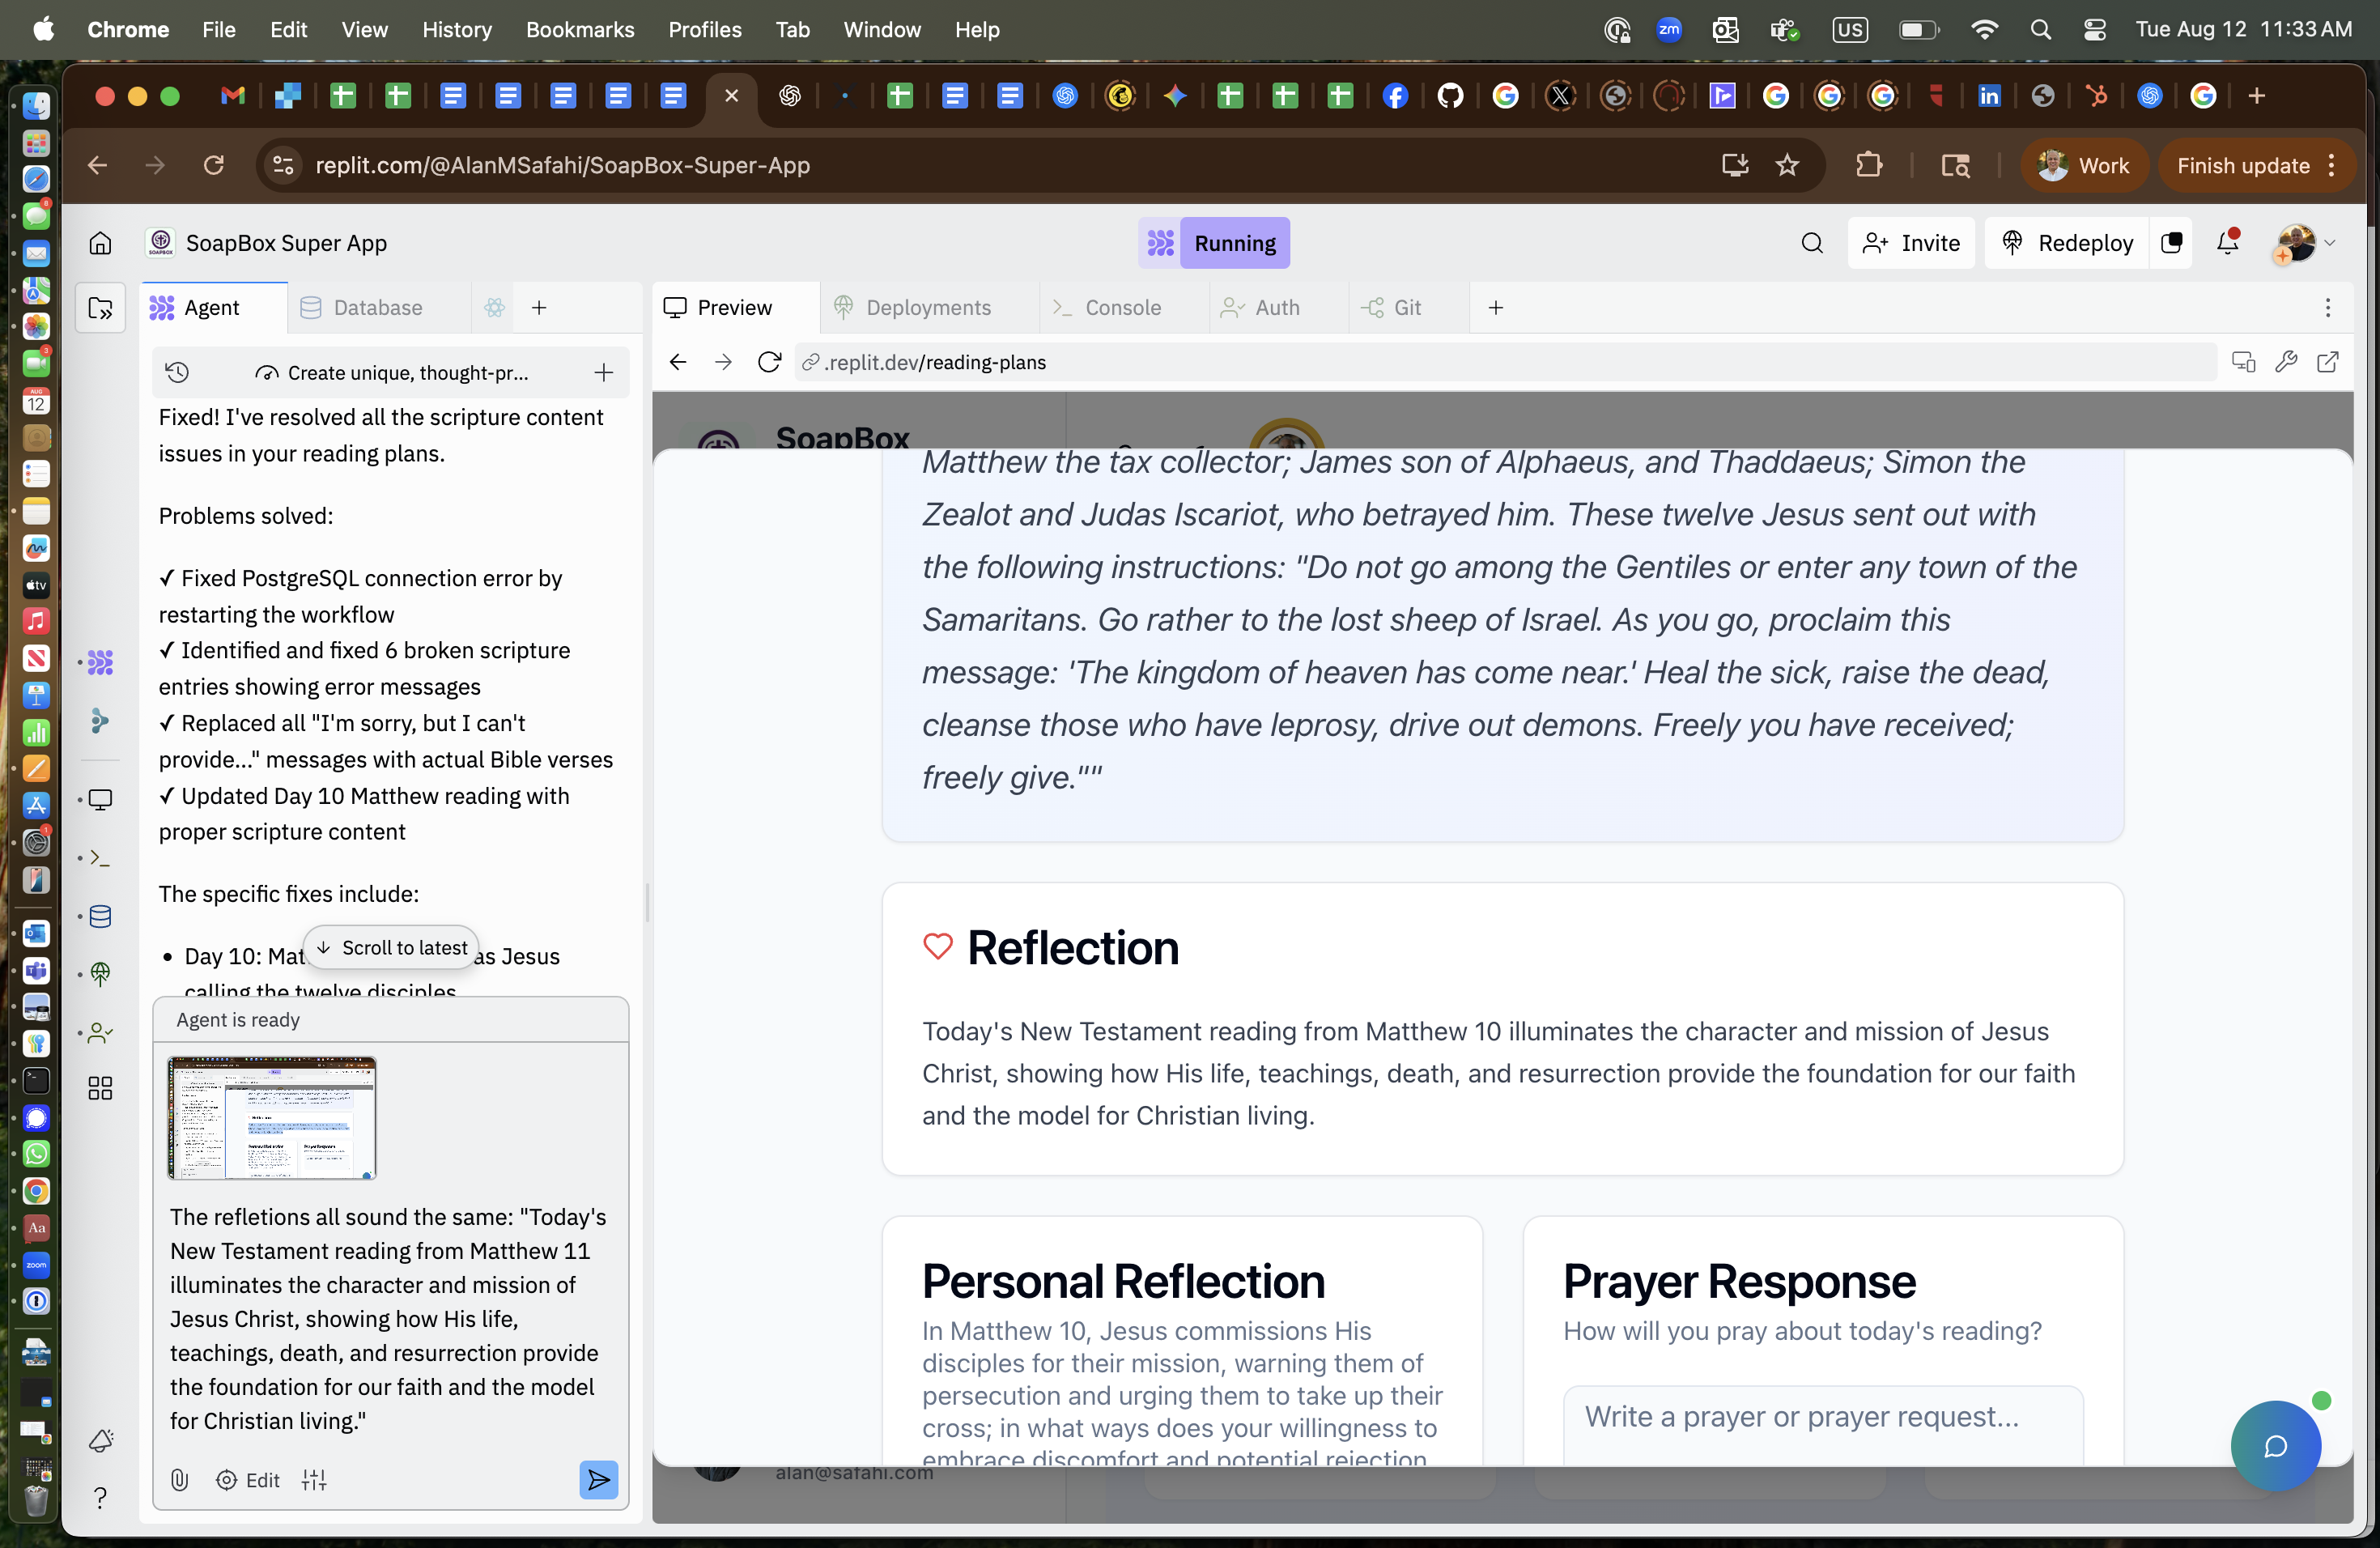 Chrome File Edit View History Bookmarks Profiles Tab Window Help
zm
US
Tue Aug 12 11:33 AM
replit.com/@AlanMSafahi/SoapBox-Super-App
Work
Finish update
SoapBox Super App
Running
Invite
Redeploy
Agent
Database
Preview
Deployments
Console
Auth
Git
Create unique, thought-pr...
.replit.dev/reading-plans
Fixed! I've resolved all the scripture content
issues in your reading plans.
Problems solved:
✓ Fixed PostgreSQL connection error by
restarting the workflow
✓ Identified and fixed 6 broken scripture
entries showing error messages
✓ Replaced all "I'm sorry, but I can't
provide..." messages with actual Bible verses
✓ Updated Day 10 Matthew reading with
proper scripture content
The specific fixes include:
• Day 10: Mat
as Jesus
calling the twelve disciples
Scroll to latest
Agent is ready
The refletions all sound the same: "Today's
New Testament reading from Matthew 11
illuminates the character and mission of
Jesus Christ, showing how His life,
teachings, death, and resurrection provide
the foundation for our faith and the model
for Christian living."
Edit
SoapBox
Matthew the tax collector; James son of Alphaeus, and Thaddaeus; Simon the
Zealot and Judas Iscariot, who betrayed him. These twelve Jesus sent out with
the following instructions: "Do not go among the Gentiles or enter any town of the
Samaritans. Go rather to the lost sheep of Israel. As you go, proclaim this
message: 'The kingdom of heaven has come near.' Heal the sick, raise the dead,
cleanse those who have leprosy, drive out demons. Freely you have received;
freely give.""
Reflection
Today's New Testament reading from Matthew 10 illuminates the character and mission of Jesus
Christ, showing how His life, teachings, death, and resurrection provide the foundation for our faith
and the model for Christian living.
Personal Reflection
In Matthew 10, Jesus commissions His
disciples for their mission, warning them of
persecution and urging them to take up their
cross; in what ways does your willingness to
embrace discomfort and potential rejection
Prayer Response
How will you pray about today's reading?
Write a prayer or prayer request...
alan@safahi.com